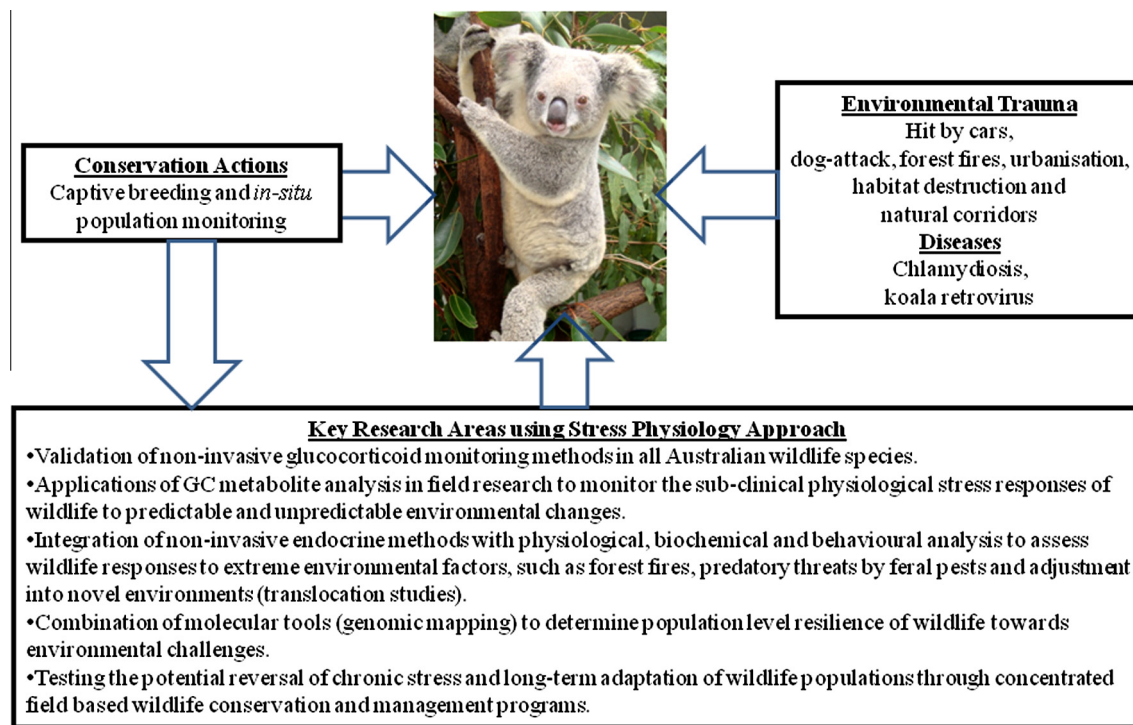 Conservation Actions
Captive breeding and in-situ
population monitoring
Environmental Trauma
Hit by cars,
dog-attack, forest fires, urbanisation,
habitat destruction and
natural corridors
Diseases
Chlamydiosis,
koala retrovirus
Key Research Areas using Stress Physiology Approach
•Validation of non-invasive glucocorticoid monitoring methods in all Australian wildlife species.
•Applications of GC metabolite analysis in field research to monitor the sub-clinical physiological stress responses of
wildlife to predictable and unpredictable environmental changes.
•Integration of non-invasive endocrine methods with physiological, biochemical and behavioural analysis to assess
wildlife responses to extreme environmental factors, such as forest fires, predatory threats by feral pests and adjustment
into novel environments (translocation studies).
•Combination of molecular tools (genomic mapping) to determine population level resilience of wildlife towards
environmental challenges.
•Testing the potential reversal of chronic stress and long-term adaptation of wildlife populations through concentrated
field based wildlife conservation and management programs.